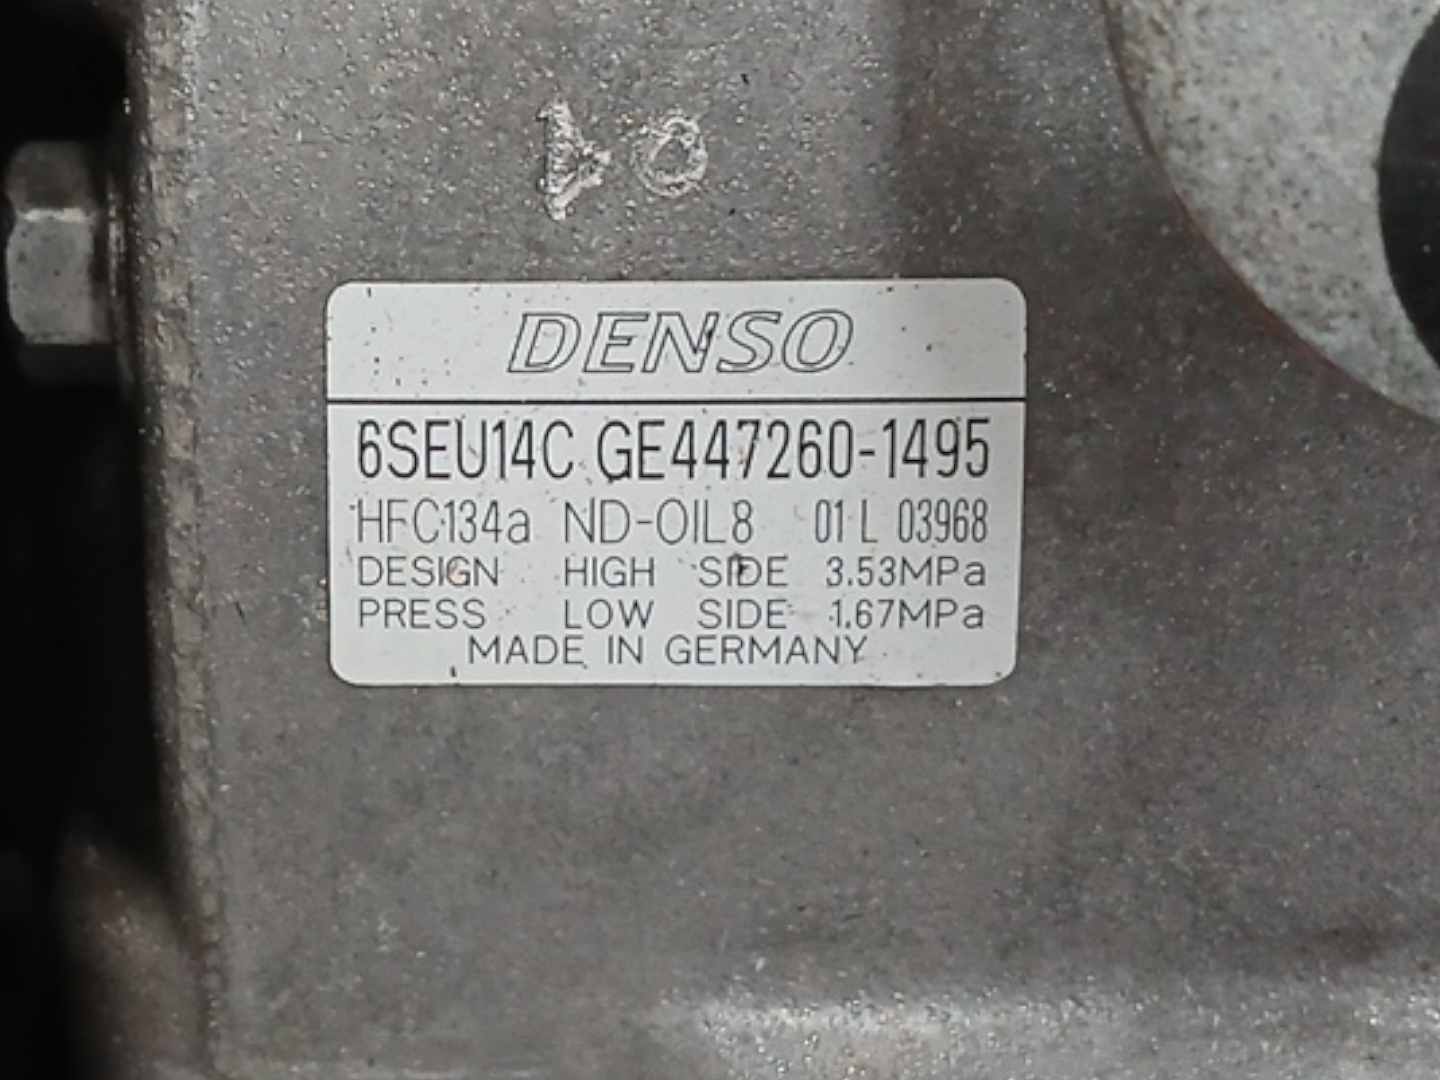 DENSO
6SEU14C GE447260-1495
HFC134a ND-OIL8 01 L 03968
DESIGN HIGH SIDE 3.53MPa
PRESS LOW SIDE 1.67MPa
MADE IN GERMANY